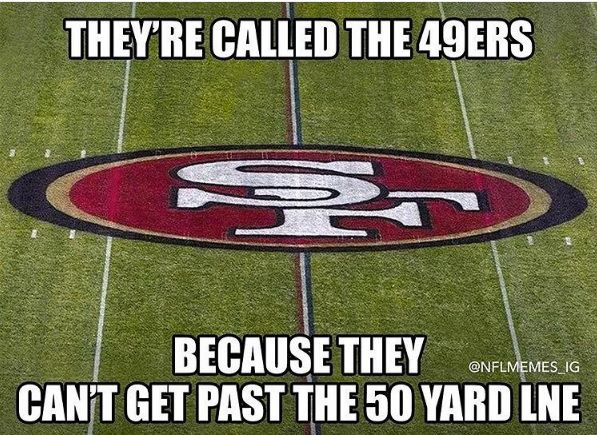 THEY'RE CALLED THE 49ERS
SF
BECAUSE THEY
@NFLMEMES_IG
CAN'T GET PAST THE 50 YARD LNE